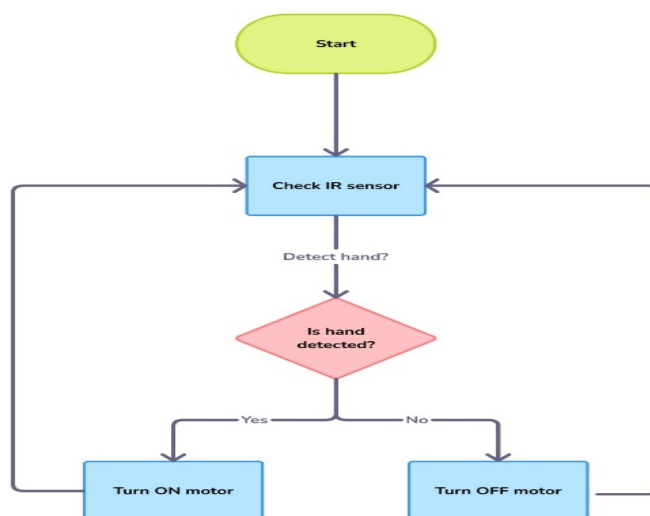 Start
Check IR sensor
Detect hand?
Is hand
detected?
Yes
No
Turn ON motor
Turn OFF motor